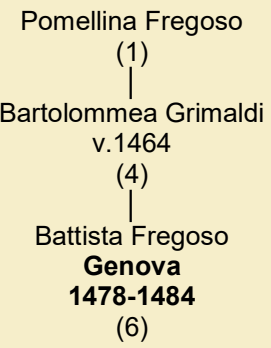 Pomellina Fregoso
(1)
Bartolommea Grimaldi
v.1464
(4)
Battista Fregoso
Genova
1478-1484
(6)